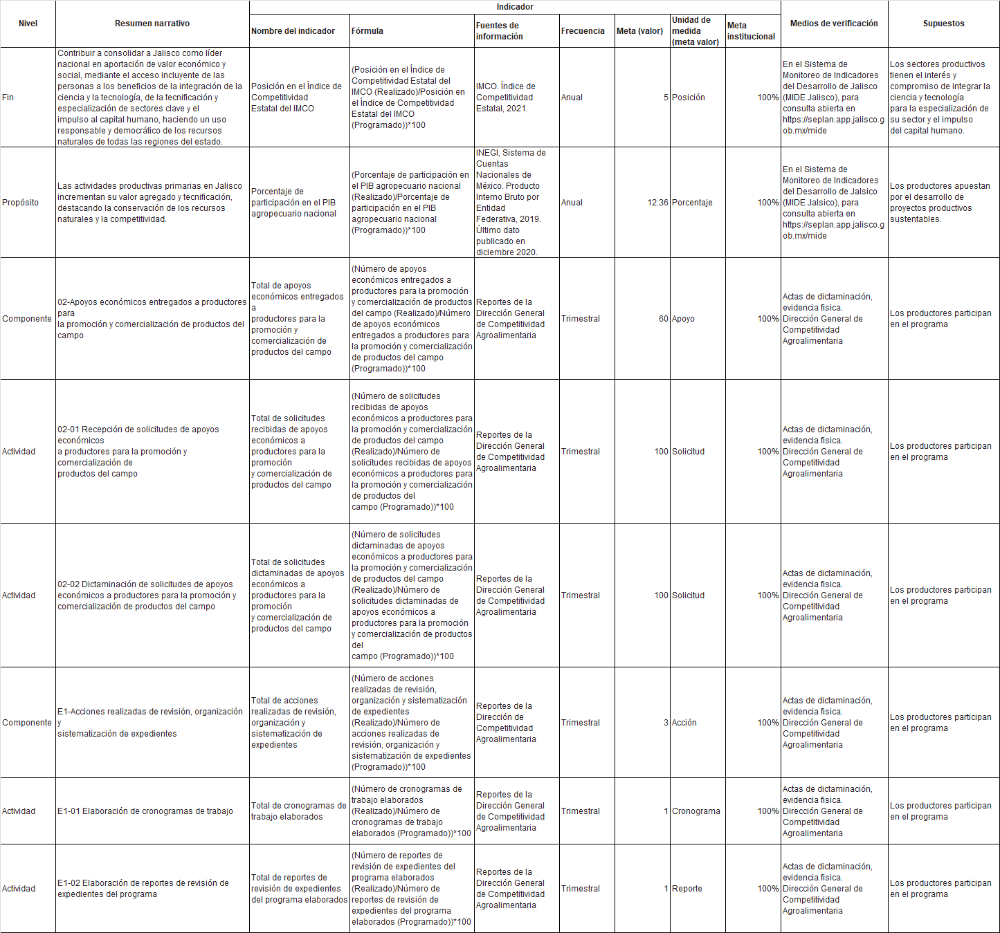 Nivel
Resumen narrativo
Indicador
Nombre del indicador
Fórmula
Fuentes de
información
Frecuencia
Meta (valor)
Unidad de
medida
(meta valor)
Meta
institucional
Medios de verificación
Supuestos
Fin
Contribuir a consolidar a Jalisco como líder
nacional en aportación de valor económico y
social, mediante el acceso incluyente de las
personas a los beneficios de la integración de la
ciencia y la tecnología, de la tecnificación y
especialización de sectores clave y el
impulso al capital humano, haciendo un uso
responsable y democrático de los recursos
naturales de todas las regiones del estado.
Posición en el Índice de
Competitividad
Estatal del IMCO
(Posición en el Índice de
Competitividad Estatal del
IMCO (Realizado)/Posición en
el Índice de Competitividad
Estatal del IMCO
(Programado))*100
IMCO. Índice de
Competitividad
Estatal, 2021.
Anual
5
Posición
100%
En el Sistema de
Monitoreo de Indicadores
del Desarrollo de Jalisco
(MIDE Jalisco), para
consulta abierta en
https://seplan.app.jalisco.g
ob.mx/mide
Los sectores productivos
tienen el interés y
compromiso de integrar la
ciencia y tecnología
para la especialización de
su sector y el impulso
del capital humano.
Propósito
Las actividades productivas primarias en Jalisco
incrementan su valor agregado y tecnificación,
destacando la conservación de los recursos
naturales y la competitividad.
Porcentaje de
participación en el PIB
agropecuario nacional
(Porcentaje de participación en
el PIB agropecuario nacional
(Realizado)/Porcentaje de
participación en el PIB
agropecuario nacional
(Programado))*100
INEGI, Sistema de
Cuentas
Nacionales de
México. Producto
Interno Bruto por
Entidad
Federativa, 2019.
Último dato
publicado en
diciembre 2020.
Anual
12.36
Porcentaje
100%
En el Sistema de
Monitoreo de Indicadores
del Desarrollo de Jalsico
(MIDE Jalsico), para
consulta abierta en
https://seplan.app.jalisco.g
ob.mx/mide
Los productores apuestan
por el desarrollo de
proyectos productivos
sustentables.
Componente
02-Apoyos económicos entregados a productores
para
la promoción y comercialización de productos del
campo
Total de apoyos
económicos entregados
a
productores para la
promoción y
comercialización de
productos del campo
(Número de apoyos
económicos entregados a
productores para la promoción
y comercialización de productos
del campo (Realizado)/Número
de apoyos económicos
entregados a productores para
la promoción y comercialización
de productos del campo
(Programado))*100
Reportes de la
Dirección General
de Competitividad
Agroalimentaria
Trimestral
60
Apoyo
100%
Actas de dictaminación,
evidencia fisica.
Dirección General de
Competitividad
Agroalimentaria
Los productores participan
en el programa
Actividad
02-01 Recepción de solicitudes de apoyos
económicos
a productores para la promoción y
comercialización de
productos del campo
Total de solicitudes
recibidas de apoyos
económicos a
productores para la
promoción
y comercialización de
productos del campo
(Número de solicitudes
recibidas de apoyos
económicos a productores para
la promoción y comercialización
de productos del campo
(Realizado)/Número de
solicitudes recibidas de apoyos
económicos a productores para
la promoción y comercialización
de productos del
campo (Programado))*100
Reportes de la
Dirección General
de Competitividad
Agroalimentaria
Trimestral
100
Solicitud
100%
Actas de dictaminación,
evidencia fisica.
Dirección General de
Competitividad
Agroalimentaria
Los productores participan
en el programa
Actividad
02-02 Dictaminación de solicitudes de apoyos
económicos a productores para la promoción y
comercialización de productos del campo
Total de solicitudes
dictaminadas de apoyos
económicos a
productores para la
promoción
y comercialización de
productos del campo
(Número de solicitudes
dictaminadas de apoyos
económicos a productores para
la promoción y comercialización
de productos del campo
(Realizado)/Número de
solicitudes dictaminadas de
apoyos económicos a
productores para la promoción
y comercialización de productos
del
campo (Programado))*100
Reportes de la
Dirección General
de Competitividad
Agroalimentaria
Trimestral
100
Solicitud
100%
Actas de dictaminación,
evidencia fisica.
Dirección General de
Competitividad
Agroalimentaria
Los productores participan
en el programa
Componente
E1-Acciones realizadas de revisión, organización
y
sistematización de expedientes
Total de acciones
realizadas de revisión,
organización y
sistematización de
expedientes
(Número de acciones
realizadas de revisión,
organización y sistematización
de expedientes
(Realizado)/Número de
acciones realizadas de
revisión, organización y
sistematización de expedientes
(Programado))*100
Reportes de la
Dirección de
Competitividad
Agroalimentaria
Trimestral
3
Acción
100%
Actas de dictaminación,
evidencia fisica.
Dirección General de
Competitividad
Agroalimentaria
Los productores participan
en el programa
Actividad
E1-01 Elaboración de cronogramas de trabajo
Total de cronogramas de
trabajo elaborados
(Número de cronogramas de
trabajo elaborados
(Realizado)/Número de
cronogramas de trabajo
elaborados (Programado))*100
Reportes de la
Dirección General
de Competitividad
Agroalimentaria
Trimestral
1
Cronograma
100%
Actas de dictaminación,
evidencia fisica.
Dirección General de
Competitividad
Agroalimentaria
Los productores participan
en el programa
Actividad
E1-02 Elaboración de reportes de revisión de
expedientes del programa
Total de reportes de
revisión de expedientes
del programa elaborados
(Número de reportes de
revisión de expedientes del
programa elaborados
(Realizado)/Número de
reportes de revisión de
expedientes del programa
elaborados (Programado))*100
Reportes de la
Dirección General
de Competitividad
Agroalimentaria
Trimestral
1
Reporte
100%
Actas de dictaminación,
evidencia fisica.
Dirección General de
Competitividad
Agroalimentaria
Los productores participan
en el programa